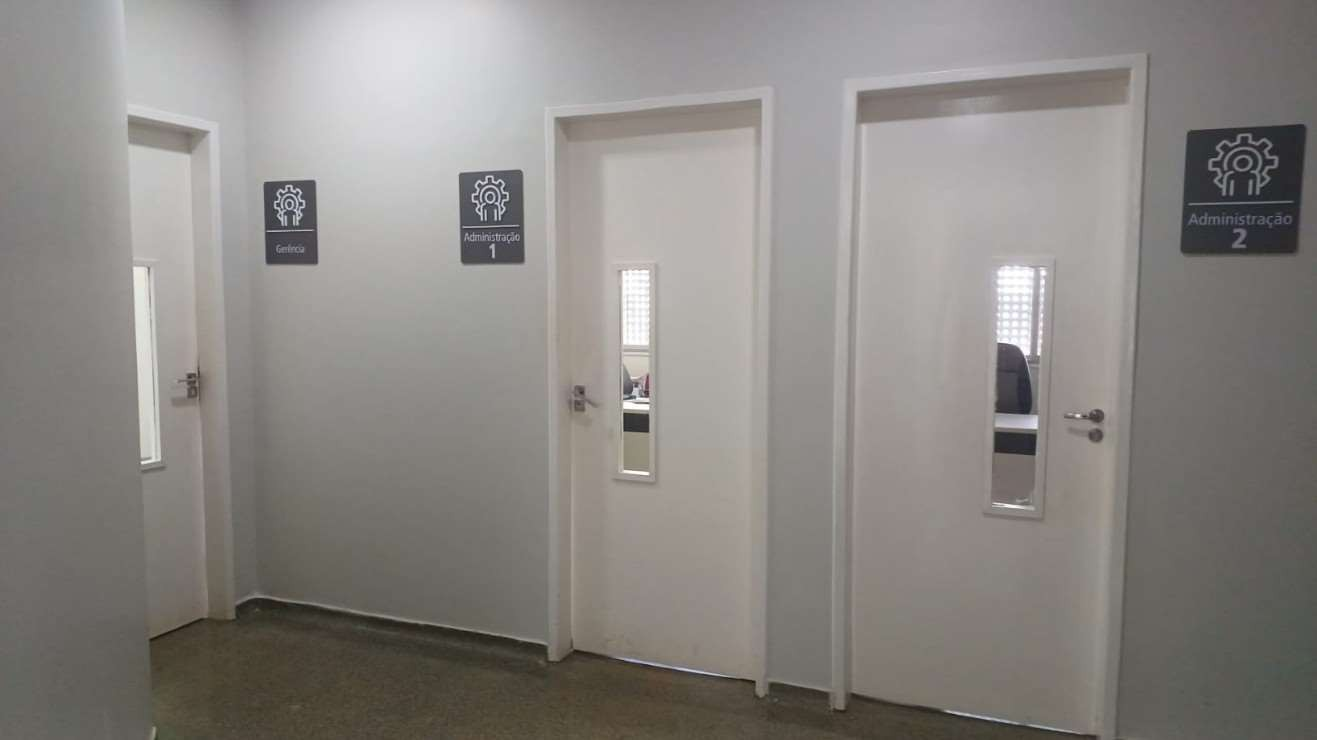 Gerência
Administração
1
Administração
2